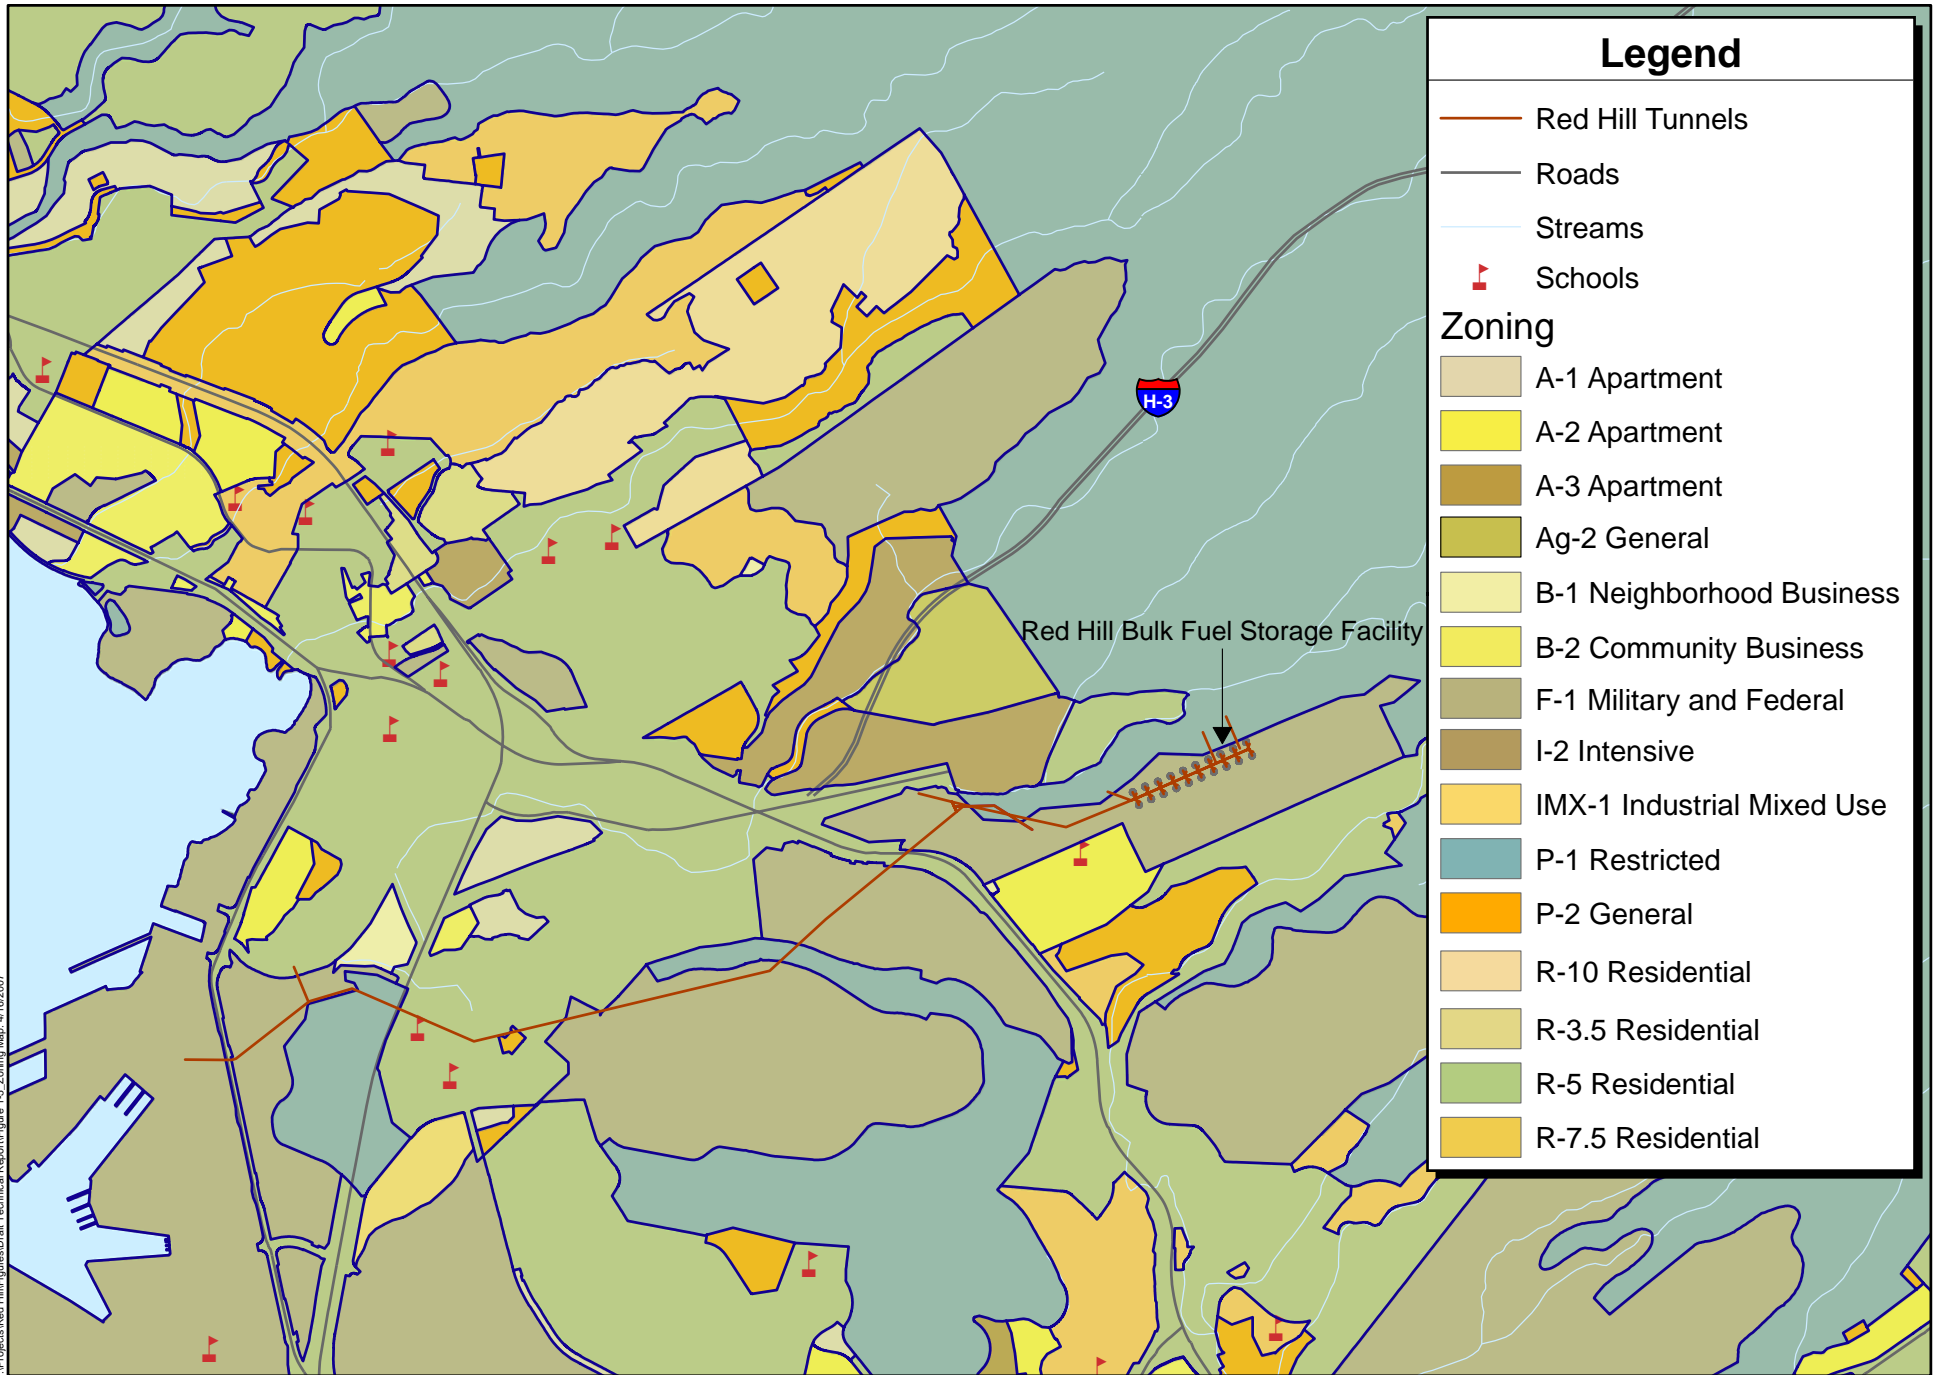 Legend
Red Hill Tunnels
Roads
Streams
Schools
Zoning
A-1 Apartment
A-2 Apartment
A-3 Apartment
Ag-2 General
B-1 Neighborhood Business
B-2 Community Business
F-1 Military and Federal
I-2 Intensive
IMX-1 Industrial Mixed Use
P-1 Restricted
P-2 General
R-10 Residential
R-3.5 Residential
R-5 Residential
R-7.5 Residential
H-3
Red Hill Bulk Fuel Storage Facility